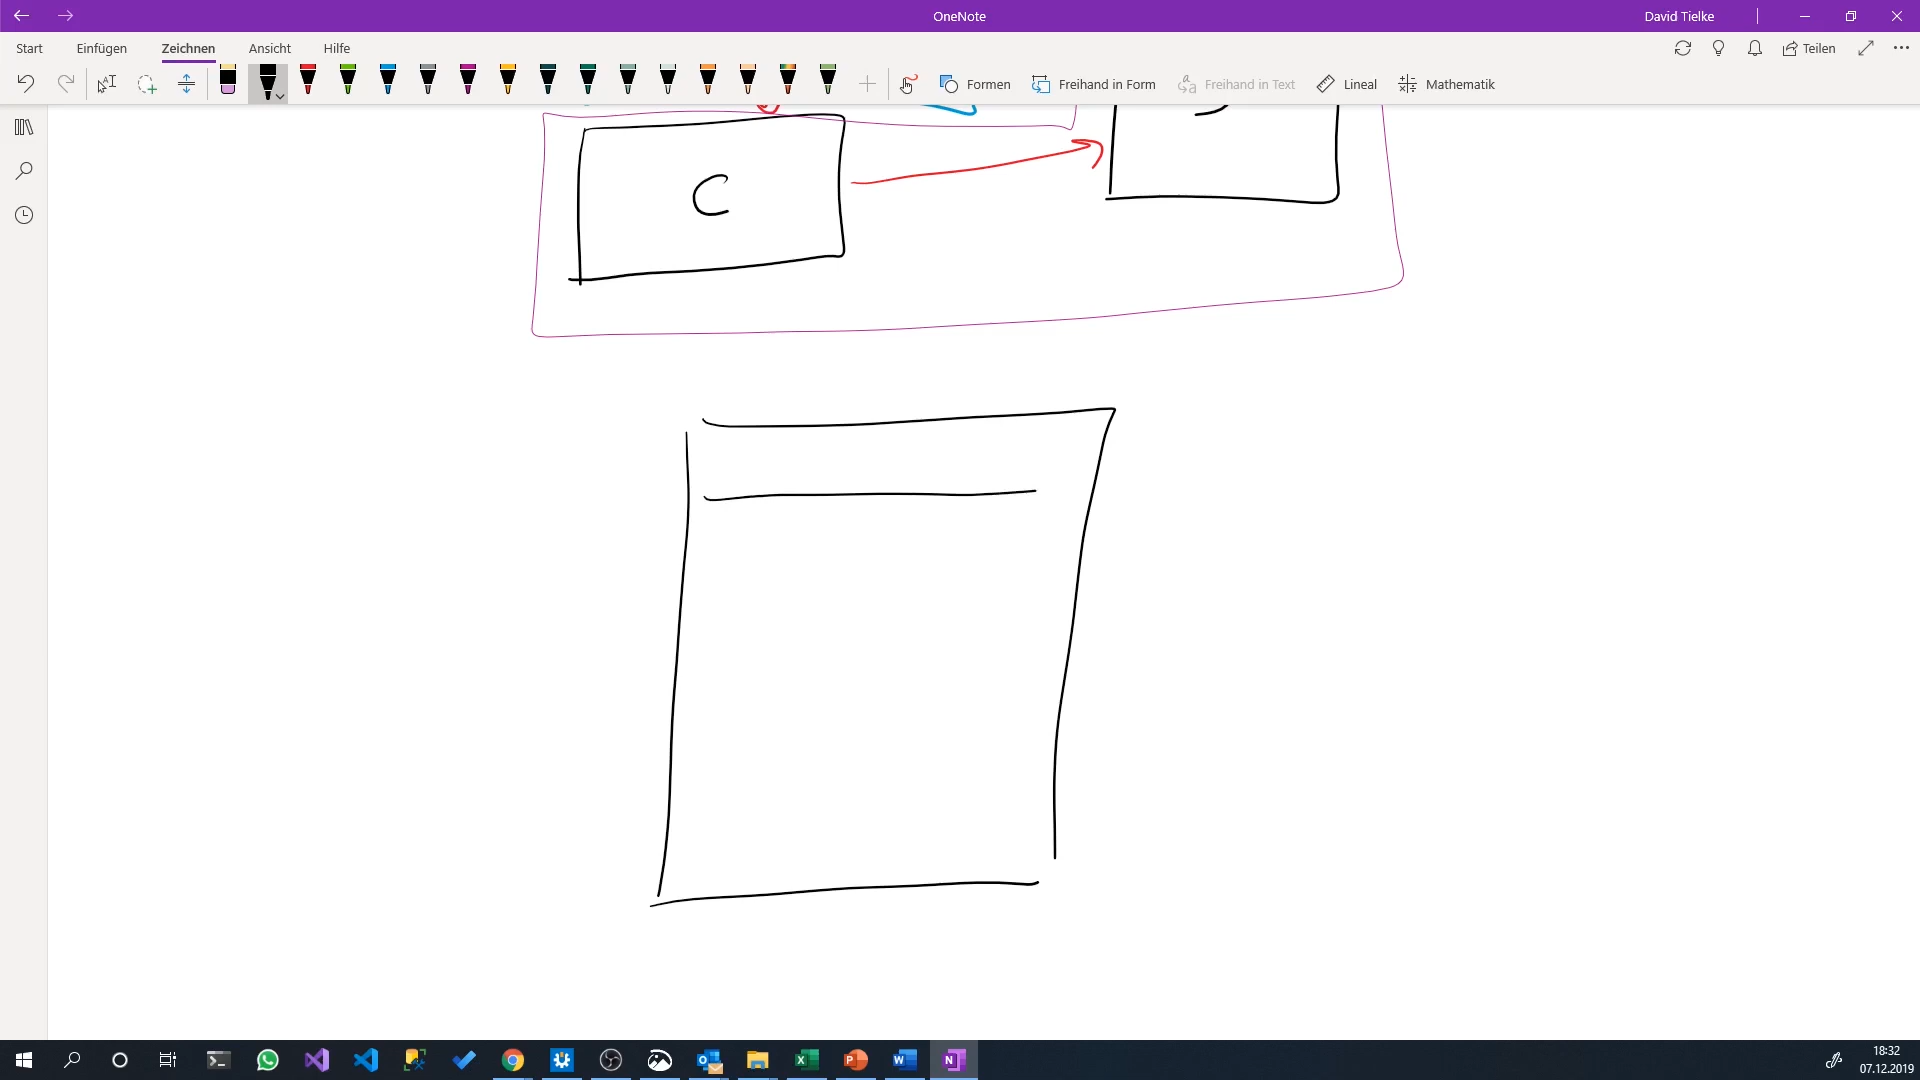 OneNote
David Tielke
Start Einfügen Zeichnen Ansicht Hilfe
Teilen
Formen Freihand in Form Freihand in Text Lineal Mathematik
C
18:32
07.12.2019